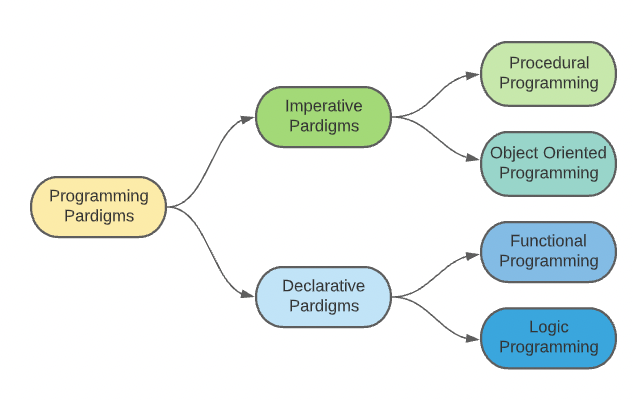 Programming
Pardigms
Imperative
Pardigms
Declarative
Pardigms
Procedural
Programming
Object Oriented
Programming
Functional
Programming
Logic
Programming